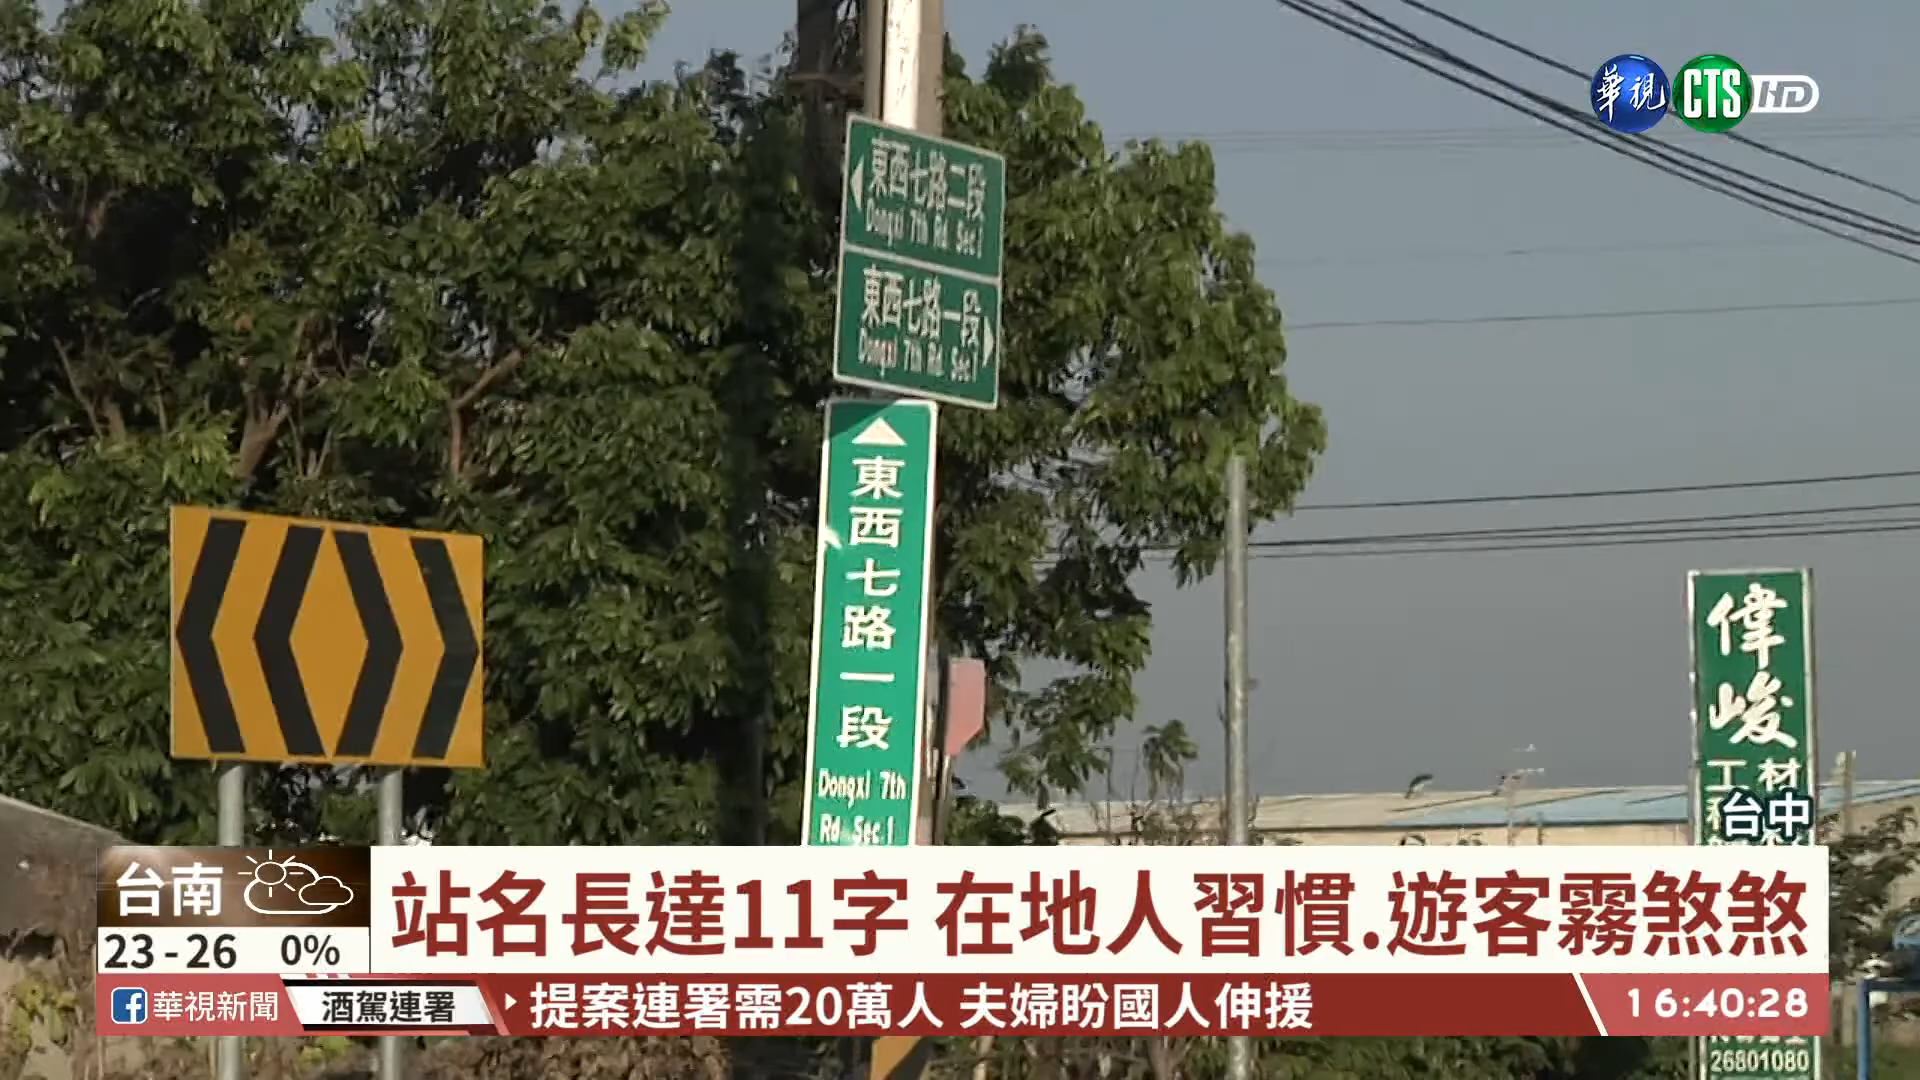 華視 CTS HD
東西七路二段
Dongxi 7th Rd Sec.1
東西七路一段
Dongxi 7th Rd Sec.1
東西七路一段
Dongxi 7th
Rd Sec.1
偉峻
工 材
台中
台南
23-26 0%
站名長達11字 在地人習慣.遊客霧煞煞
華視新聞
酒駕連署
提案連署需20萬人 夫婦盼國人伸援
16:40:28
26801080